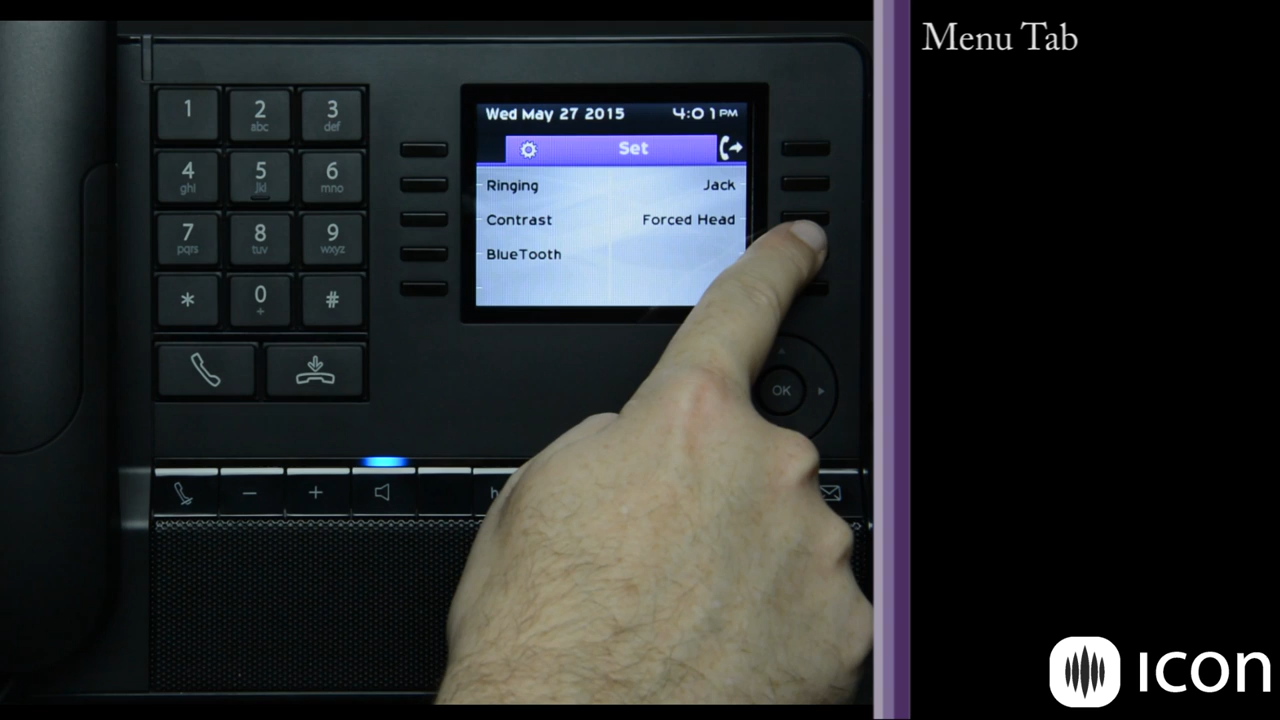 Menu Tab
Wed May 27 2015 4:01 PM
Set
Ringing Jack
Contrast Forced Head
BlueTooth
1 2 abc 3 def
4 ghi 5 jkl 6 mno
7 pqrs 8 tuv 9 wxyz
* 0 + #
OK
− +
icon